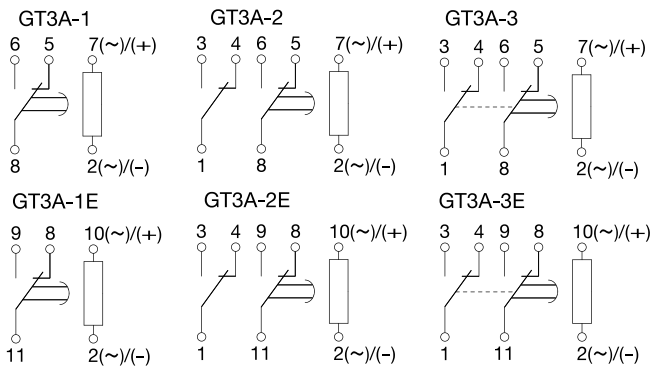 GT3A-1 GT3A-2 GT3A-3
6 5 7(~)/(+) 3 4 6 5 7(~)/(+) 3 4 6 5 7(~)/(+)
8 2(~)/(-) 1 8 2(~)/(-) 1 8 2(~)/(-)
GT3A-1E GT3A-2E GT3A-3E
9 8 10(~)/(+) 3 4 9 8 10(~)/(+) 3 4 9 8 10(~)/(+)
11 2(~)/(-) 1 11 2(~)/(-) 1 11 2(~)/(-)